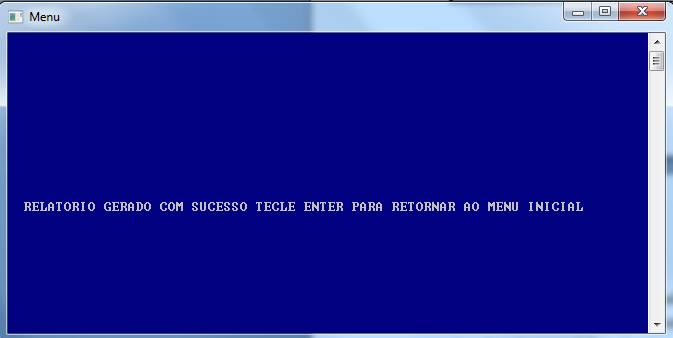 Menu
RELATORIO GERADO COM SUCESSO TECLE ENTER PARA RETORNAR AO MENU INICIAL